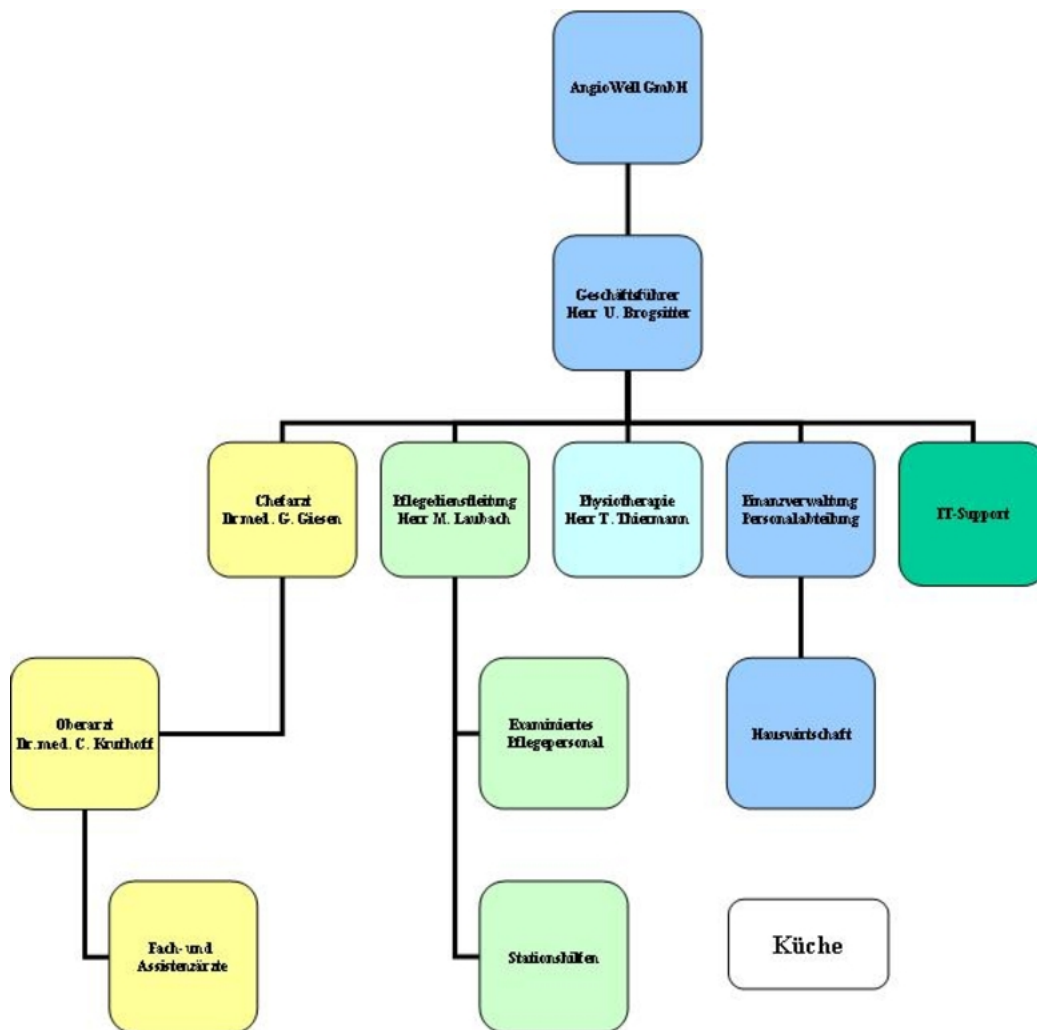 AngioWell GmbH
Geschäftsführer
Herr U. Brogsitter
Chefarzt
Dr.med. G. Giesen
Pflegedienstleitung
Herr M. Laubach
Physiotherapie
Herr T. Thiermann
Finanzverwaltung
Personalabteilung
IT-Support
Oberarzt
Dr.med. C. Kruthoff
Examiniertes
Pflegepersonal
Hauswirtschaft
Fach- und
Assistenzärzte
Stationshilfen
Küche